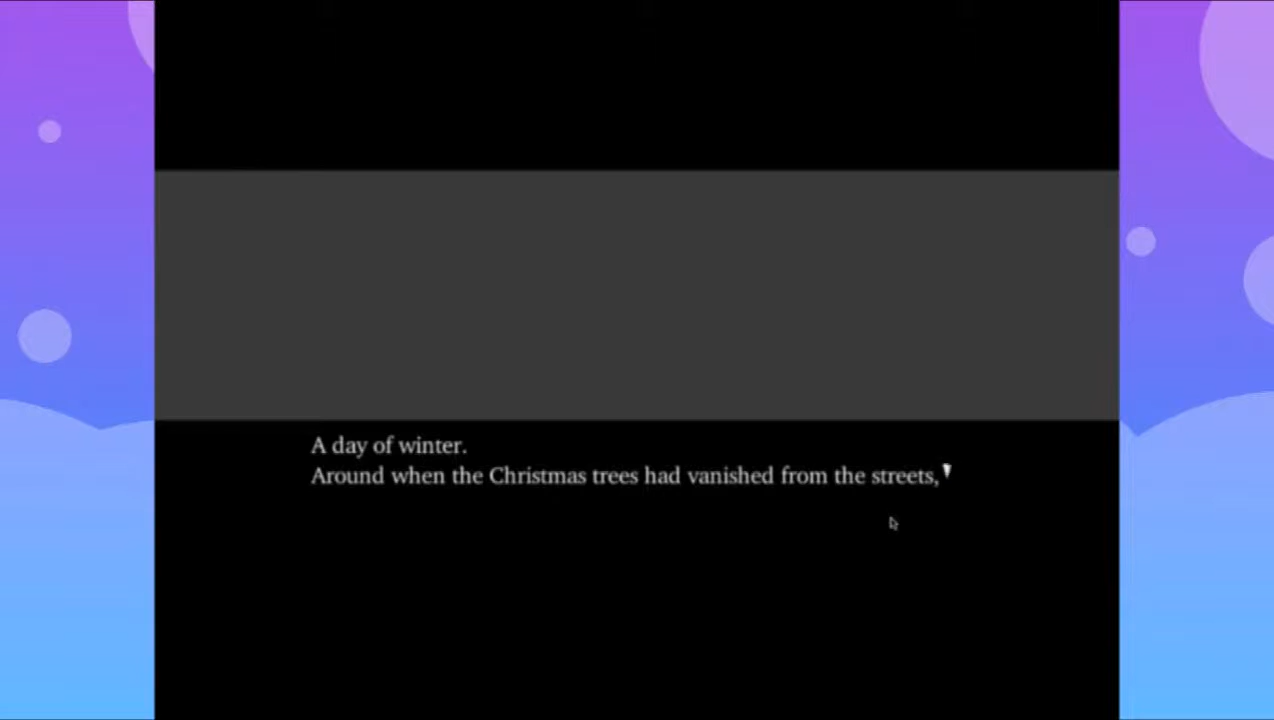 A day of winter.
Around when the Christmas trees had vanished from the streets,